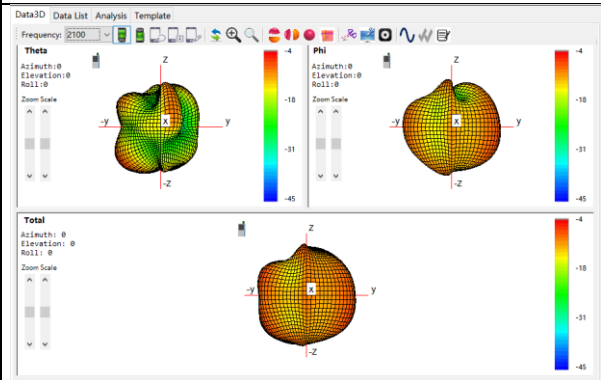 Data3D Data List Analysis Template
Frequency: 2100
Theta
Azimuth:0
Elevation:0
Roll:0
Zoom Scale
Z
-y
x
y
-Z
-4
-18
-31
-45
Phi
Azimuth:0
Elevation:0
Roll:0
Zoom Scale
Z
-y
x
y
-Z
-4
-18
-31
-45
Total
Azimuth: 0
Elevation: 0
Roll: 0
Zoom Scale
Z
-y
x
y
-Z
-4
-18
-31
-45